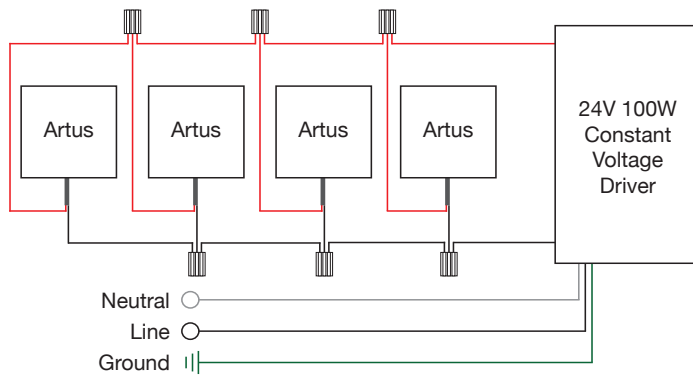 Artus
Artus
Artus
Artus
24V 100W
Constant
Voltage
Driver
Neutral
Line
Ground